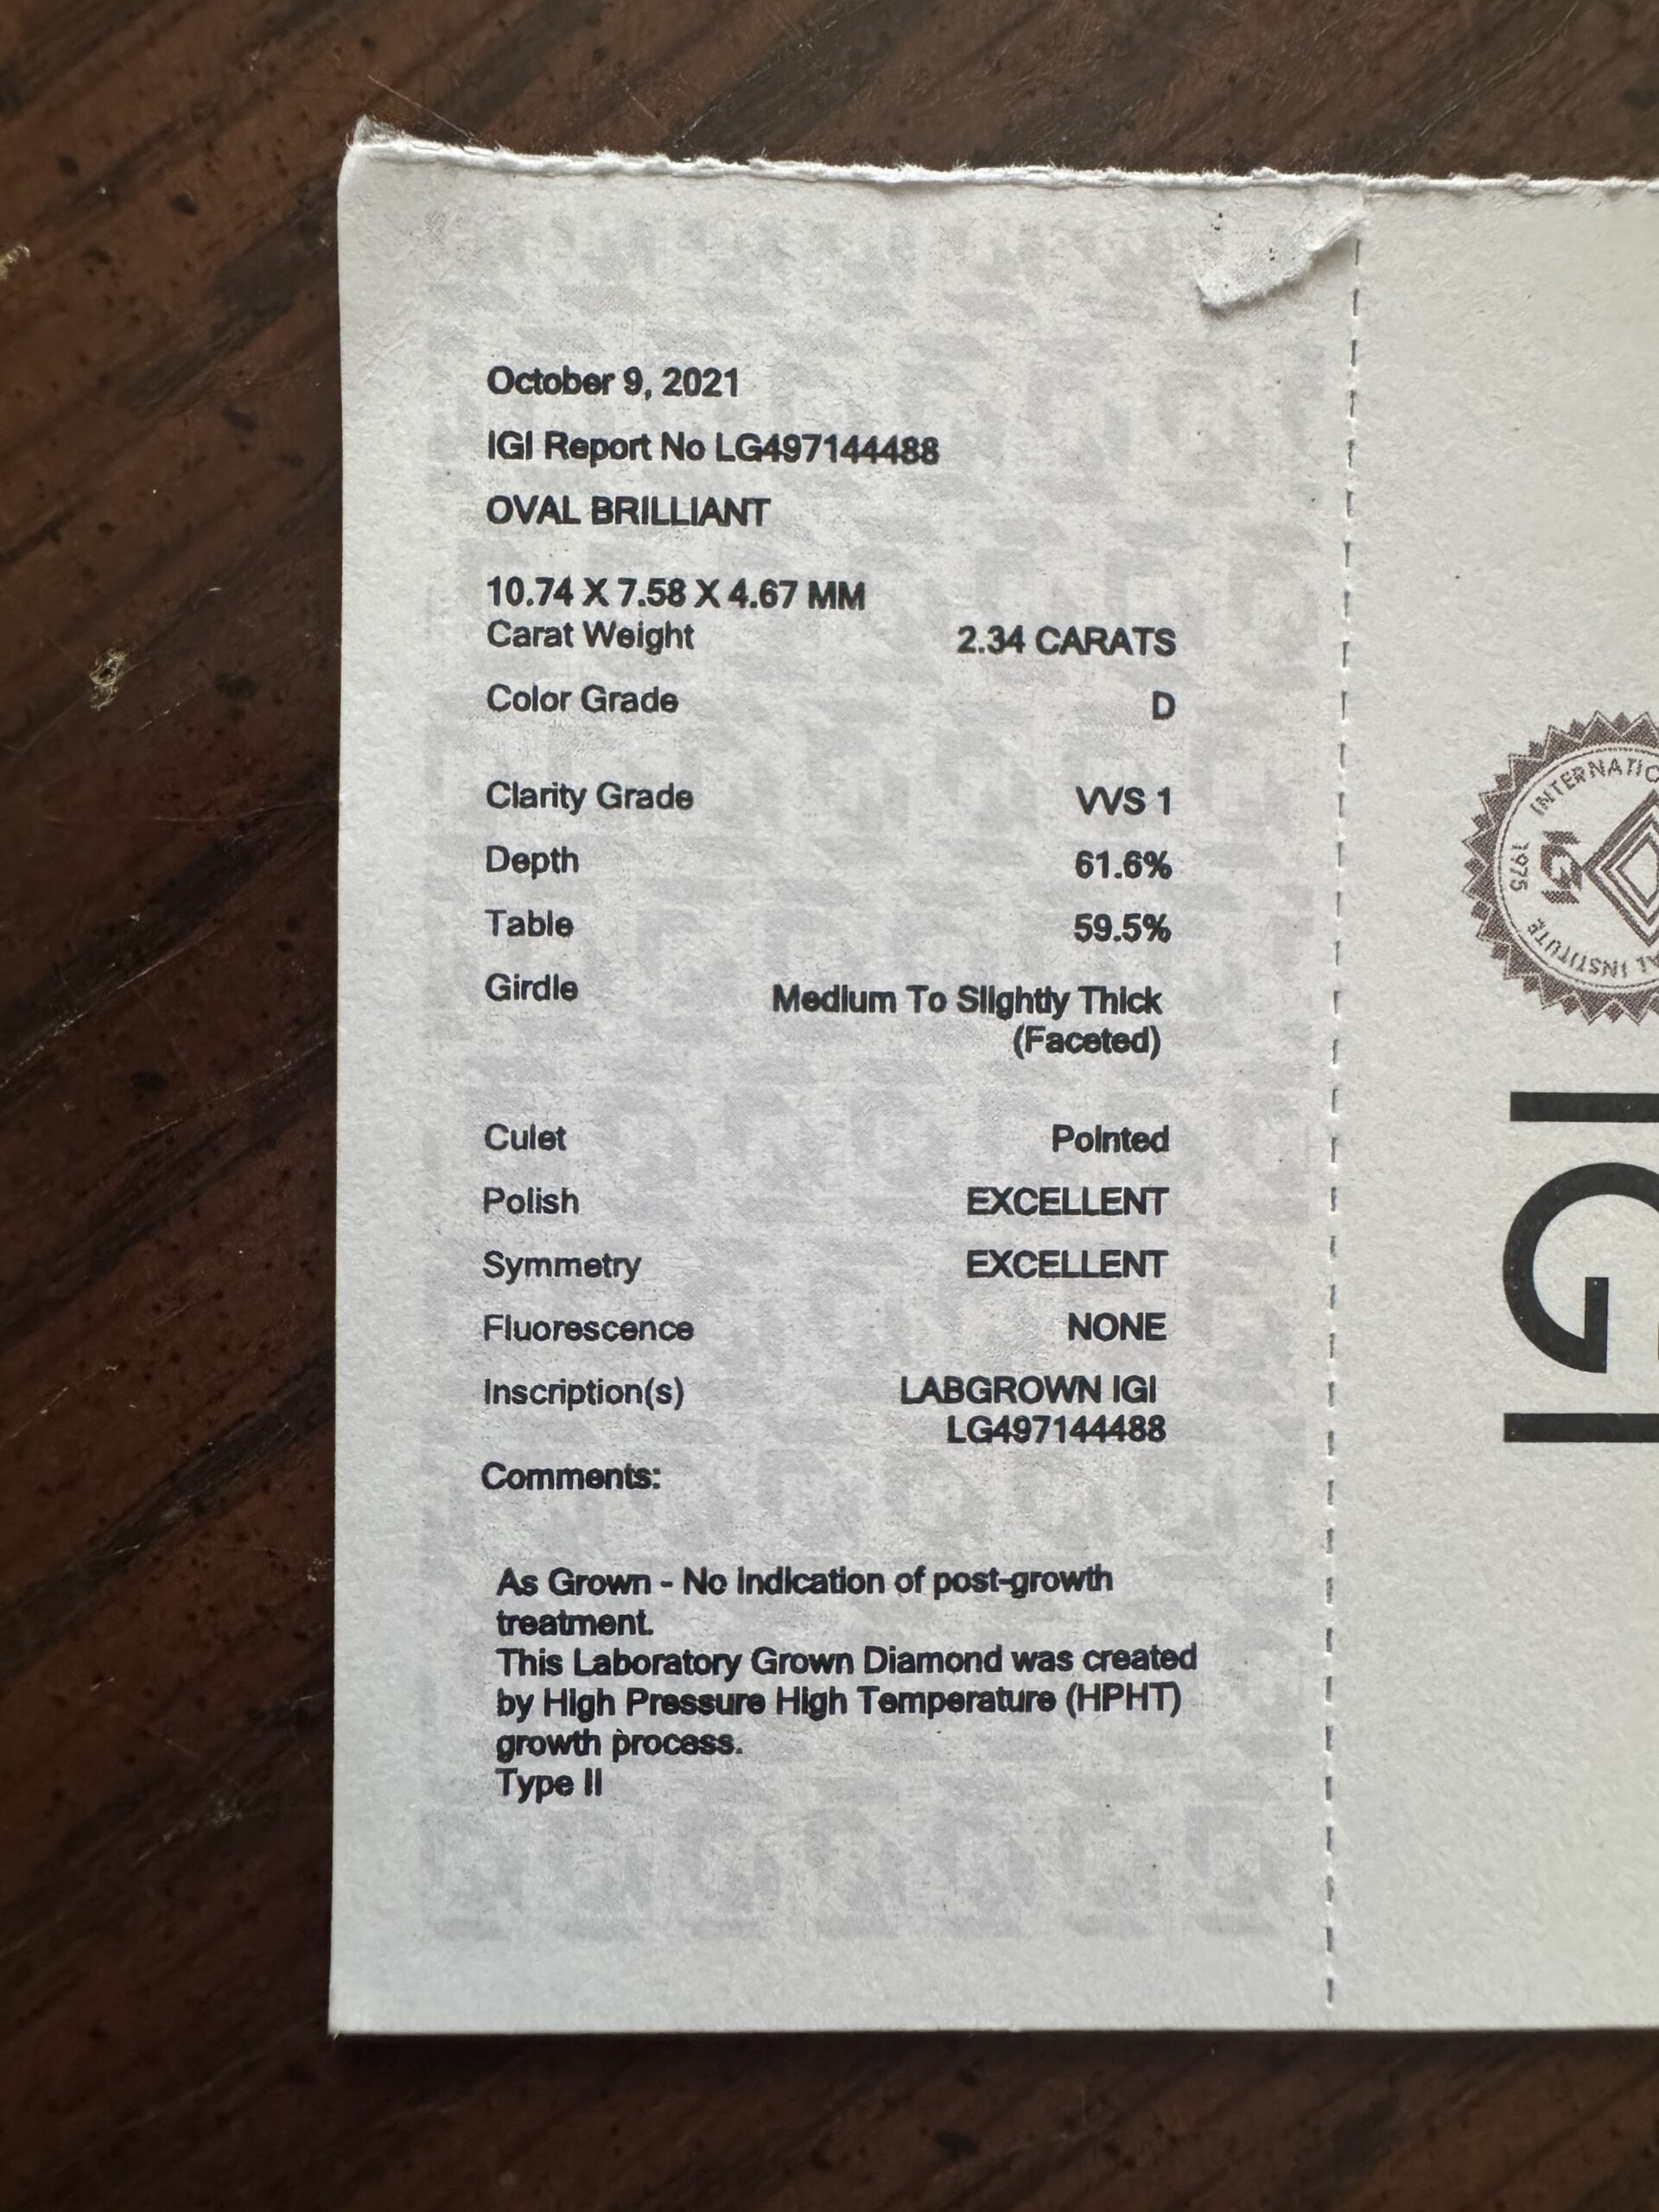 October 9, 2021
IGI Report No LG497144488
OVAL BRILLIANT
10.74 X 7.58 X 4.67 MM
Carat Weight 2.34 CARATS
Color Grade D
Clarity Grade VVS 1
Depth 61.6%
Table 59.5%
Girdle Medium To Slightly Thick
(Faceted)
Culet Pointed
Polish EXCELLENT
Symmetry EXCELLENT
Fluorescence NONE
Inscription(s) LABGROWN IGI
LG497144488
Comments:
As Grown - No indication of post-growth
treatment.
This Laboratory Grown Diamond was created
by High Pressure High Temperature (HPHT)
growth process.
Type II
1975
IGI
INSTITUTE
IGI